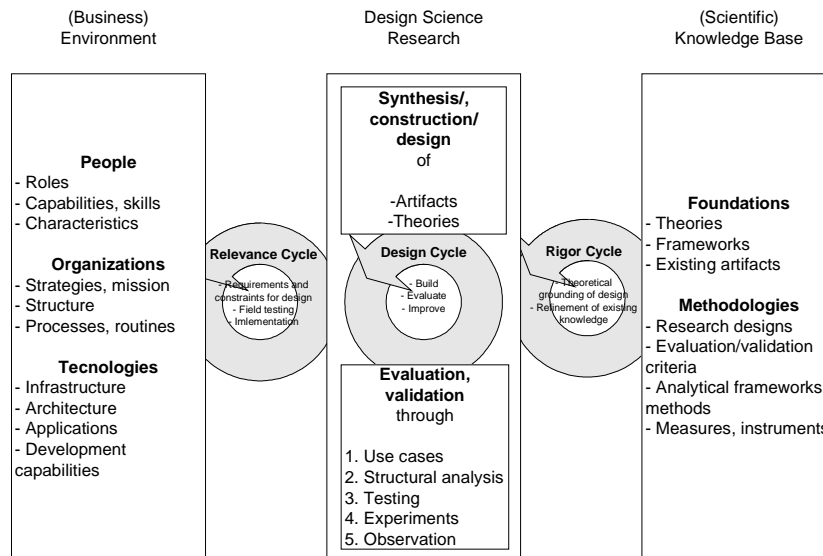 (Business)
Environment
Design Science
Research
(Scientific)
Knowledge Base
People
- Roles
- Capabilities, skills
- Characteristics
Organizations
- Strategies, mission
- Structure
- Processes, routines
Tecnologies
- Infrastructure
- Architecture
- Applications
- Development
capabilities
Relevance Cycle
- Requirements and
constraints for design
- Field testing
- Imlementation
Synthesis/,
construction/
design
of
-Artifacts
-Theories
Design Cycle
- Build
- Evaluate
- Improve
Evaluation,
validation
through
1. Use cases
2. Structural analysis
3. Testing
4. Experiments
5. Observation
Rigor Cycle
- Theoretical
grounding of design
- Refinement of existing
knowledge
Foundations
- Theories
- Frameworks
- Existing artifacts
Methodologies
- Research designs
- Evaluation/validation
criteria
- Analytical frameworks
methods
- Measures, instruments